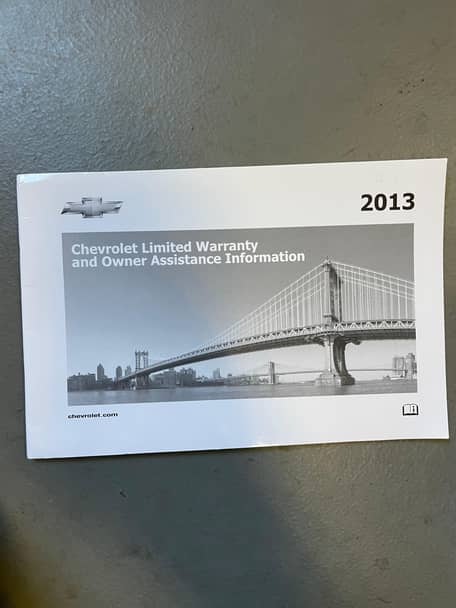 2013
Chevrolet Limited Warranty
and Owner Assistance Information
chevrolet.com